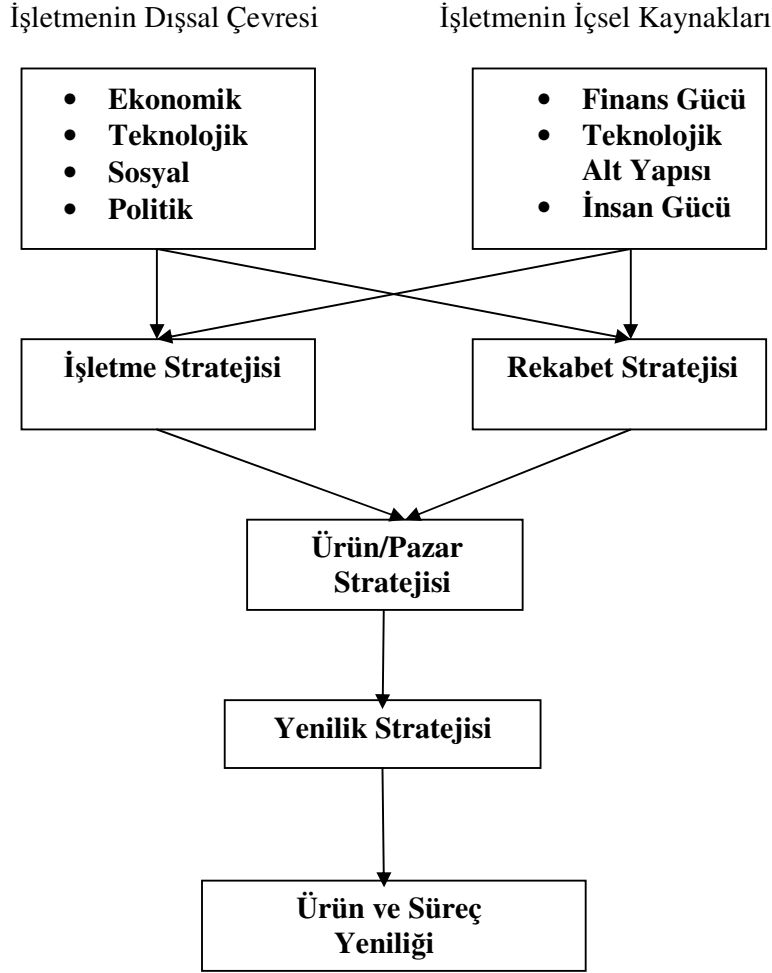 İşletmenin Dışsal Çevresi
İşletmenin İçsel Kaynakları
• Ekonomik
• Teknolojik
• Sosyal
• Politik
• Finans Gücü
• Teknolojik
Alt Yapısı
• İnsan Gücü
İşletme Stratejisi
Rekabet Stratejisi
Ürün/Pazar
Stratejisi
Yenilik Stratejisi
Ürün ve Süreç
Yeniliği